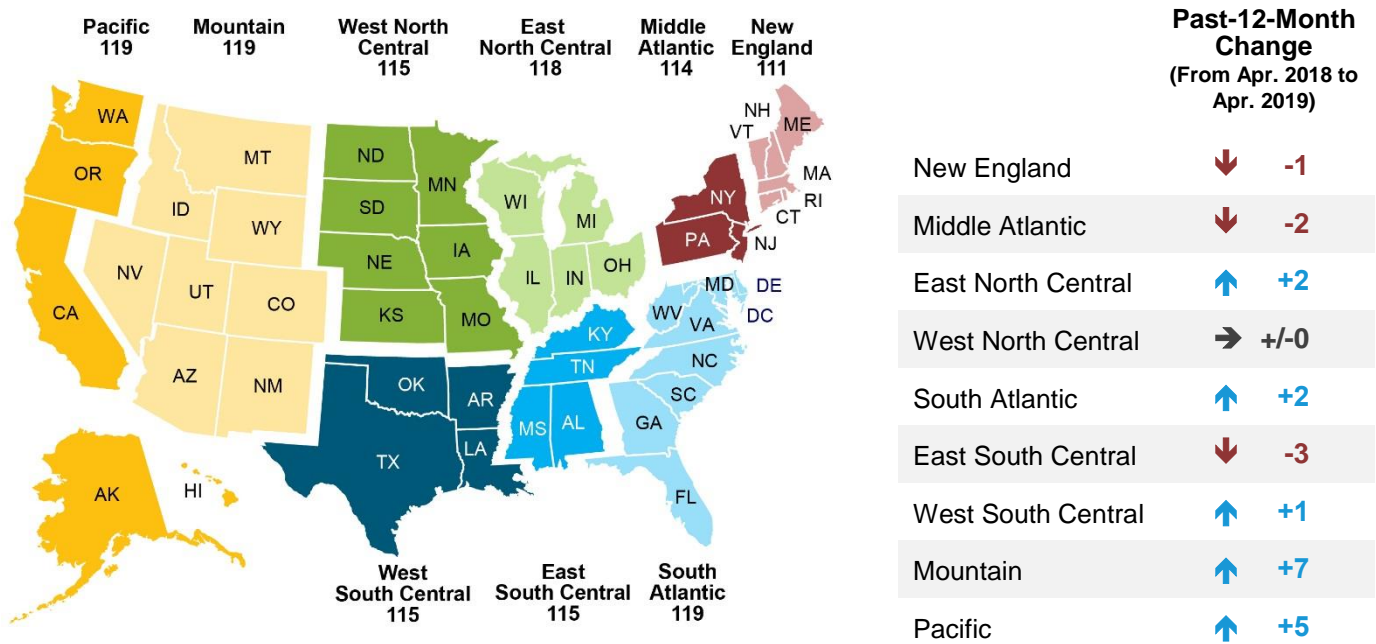 Pacific
119
Mountain
119
West North
Central
115
East
North Central
118
Middle
Atlantic
114
New
England
111
WA
OR
CA
AK
HI
MT
ID
WY
NV
UT
CO
AZ
NM
ND
SD
NE
KS
MN
IA
MO
WI
MI
IL
IN
OH
NY
PA
NJ
NH
VT
ME
MA
RI
CT
OK
AR
TX
LA
KY
TN
MS
AL
MD
DE
DC
WV
VA
NC
SC
GA
FL
West
South Central
115
East
South Central
115
South
Atlantic
119
Past-12-Month
Change
(From Apr. 2018 to
Apr. 2019)
New England -1
Middle Atlantic -2
East North Central +2
West North Central +/-0
South Atlantic +2
East South Central -3
West South Central +1
Mountain +7
Pacific +5